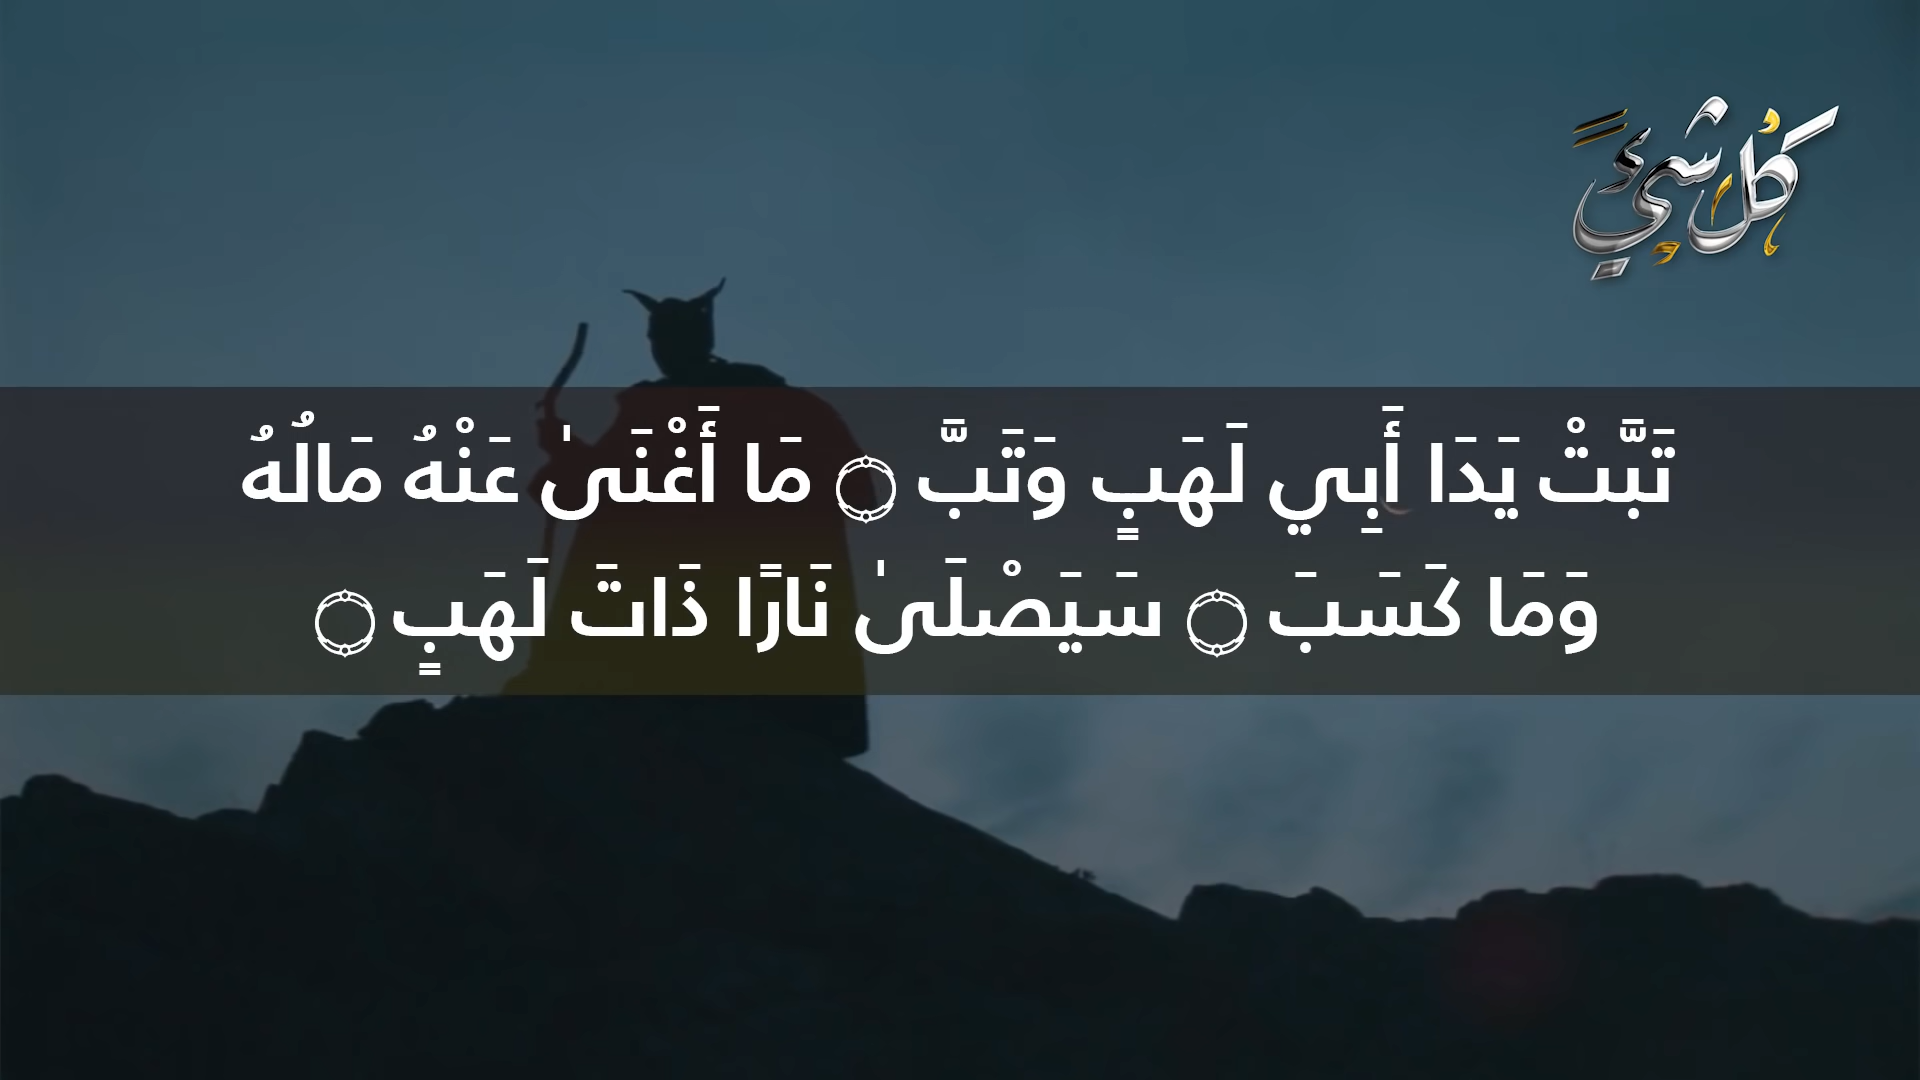 كل شيء
تَبَّتْ يَدَا أَبِي لَهَبٍ وَتَبَّ ۝ مَا أَغْنَىٰ عَنْهُ مَالُهُ
وَمَا كَسَبَ ۝ سَيَصْلَىٰ نَارًا ذَاتَ لَهَبٍ ۝